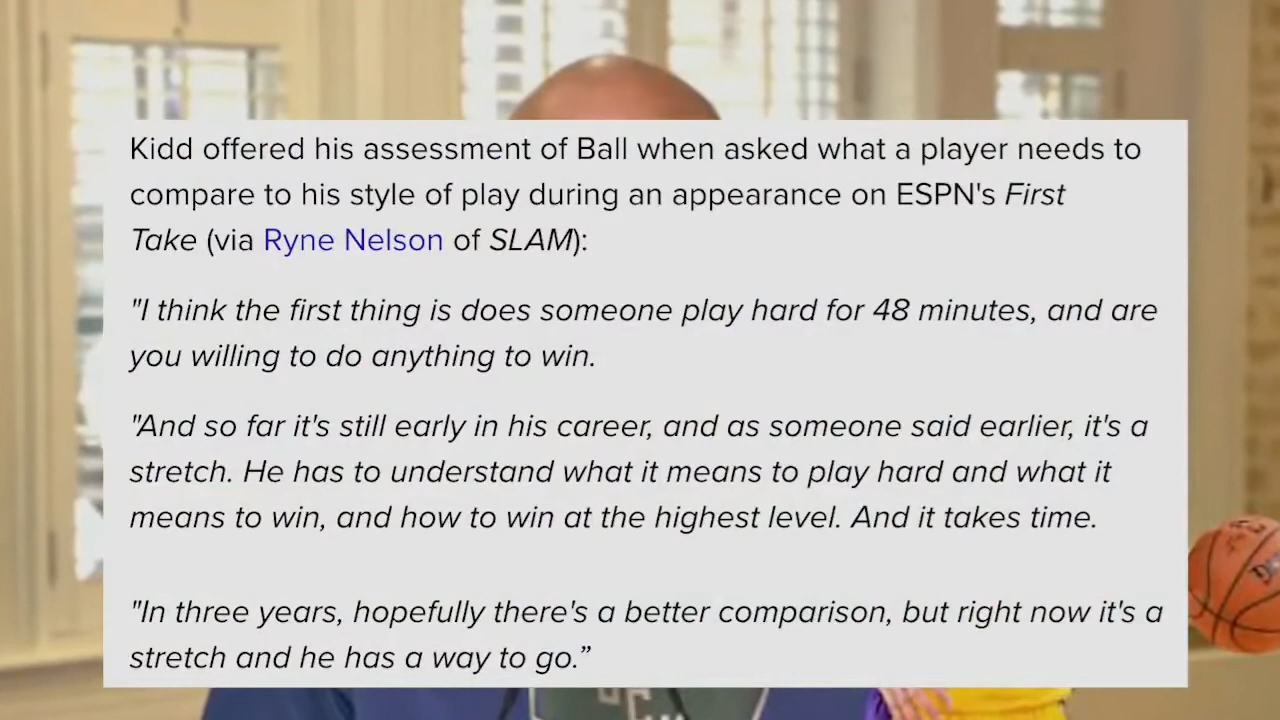 Kidd offered his assessment of Ball when asked what a player needs to
compare to his style of play during an appearance on ESPN's First
Take (via Ryne Nelson of SLAM):
"I think the first thing is does someone play hard for 48 minutes, and are
you willing to do anything to win.
"And so far it's still early in his career, and as someone said earlier, it's a
stretch. He has to understand what it means to play hard and what it
means to win, and how to win at the highest level. And it takes time.
"In three years, hopefully there's a better comparison, but right now it's a
stretch and he has a way to go.”